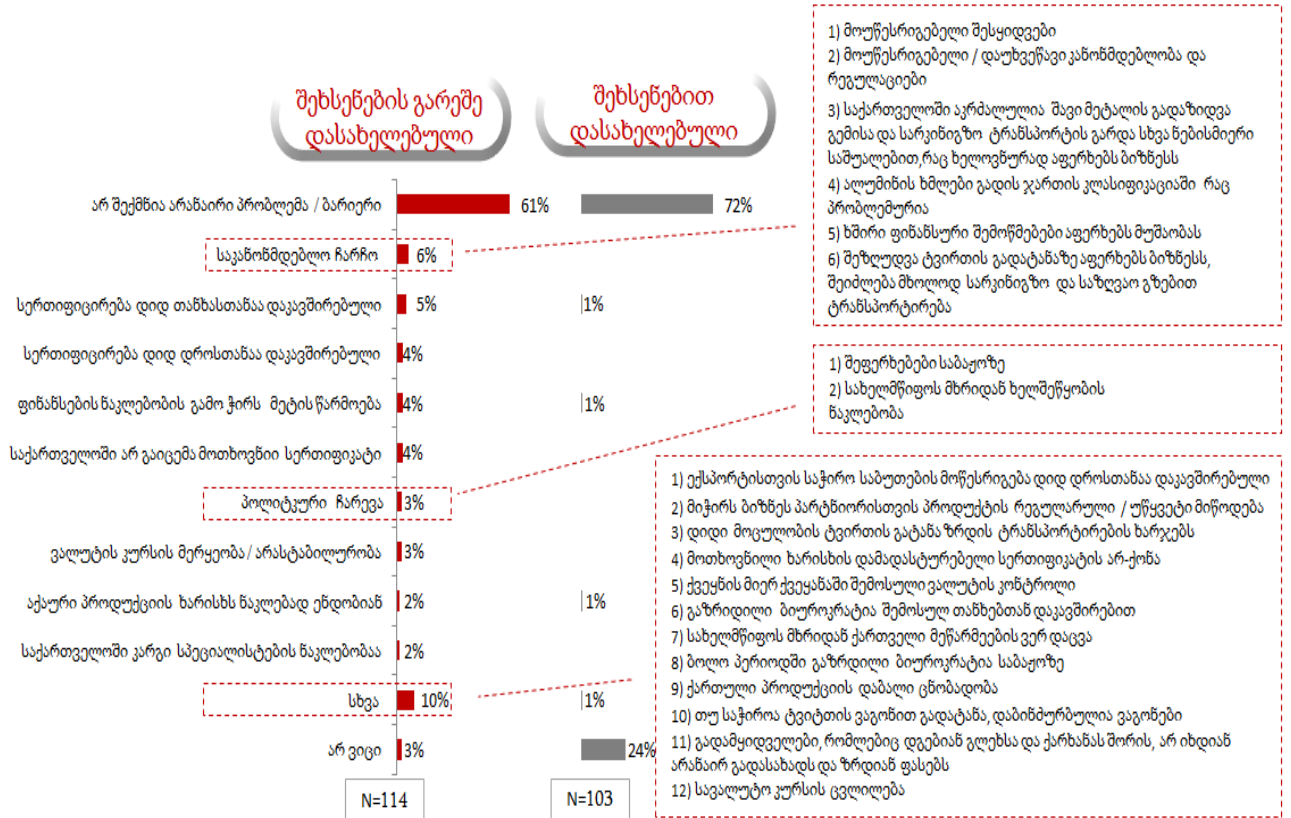 შეხსენების გარეშე
დასახელებული
შეხსენებით
დასახელებული
არ შექმნია არანაირი პრობლემა / ბარიერი
61%
72%
საკანონმდებლო ჩარჩო
6%
სერთიფიცირება დიდ თანხასთანაა დაკავშირებული
5%
1%
სერთიფიცირება დიდ დროსთანაა დაკავშირებული
4%
ფინანსების ნაკლებობის გამო ჭირს მეტის წარმოება
4%
1%
საქართველოში არ გაიცემა მოთხოვნიი სერთიფიკატი
4%
პოლიტკური ჩარევა
3%
ვალუტის კურსის მერყეობა / არასტაბილურობა
3%
აქაური პროდუქციის ხარისხს ნაკლებად ენდობიან
2%
1%
საქართველოში კარგი სპეციალისტების ნაკლებობაა
2%
სხვა
10%
1%
არ ვიცი
3%
24%
N=114
N=103
1) მოუწესრიგებელი შესყიდვები
2) მოუწესრიგებელი / დაუხვეწავი კანონმდებლობა და
რეგულაციები
3) საქართველოში აკრძალულია შავი მეტალის გადაზიდვა
გემისა და სარკინიგზო ტრანსპორტის გარდა სხვა ნებისმიერი
საშუალებით,რაც ხელოვნურად აფერხებს ბიზნესს
4) ალუმინის ხმლები გადის ჯართის კლასიფიკაციაში რაც
პრობლემურია
5) ხშირი ფინანსური შემოწმებები აფერხებს მუშაობას
6) შეზღუდვა ტვირთის გადატანაზე აფერხებს ბიზნესს,
შეიძლება მხოლოდ სარკინიგზო და საზღვაო გზებით
ტრანსპორტირება
1) შეფერხებები საბაჟოზე
2) სახელმწიფოს მხრიდან ხელშეწყობის
ნაკლებობა
1) ექსპორტისთვის საჭირო საბუთების მოწესრიგება დიდ დროსთანაა დაკავშირებული
2) მიჭირს ბიზნეს პარტნიორისთვის პროდუქტის რეგულარული / უწყვეტი მიწოდება
3) დიდი მოცულობის ტვირთის გატანა ზრდის ტრანსპორტირების ხარჯებს
4) მოთხოვნილი ხარისხის დამადასტურებელი სერთიფიკატის არ-ქონა
5) ქვეყნის მიერ ქვეყანაში შემოსული ვალუტის კონტროლი
6) გაზრიდილი ბიუროკრატია შემოსულ თანხებთან დაკავშირებით
7) სახელმწიფოს მხრიდან ქართველი მეწარმეების ვერ დაცვა
8) ბოლო პერიოდში გაზრდილი ბიუროკრატია საბაჟოზე
9) ქართული პროდუქციის დაბალი ცნობადობა
10) თუ საჭიროა ტვიტთის ვაგონით გადატანა, დაბინძურბულია ვაგონები
11) გადამყიდველები, რომლებიც დგებიან გლეხსა და ქარხანას შორის, არ იხდიან
არანაირ გადასახადს და ზრდიან ფასებს
12) სავალუტო კურსის ცვლილება